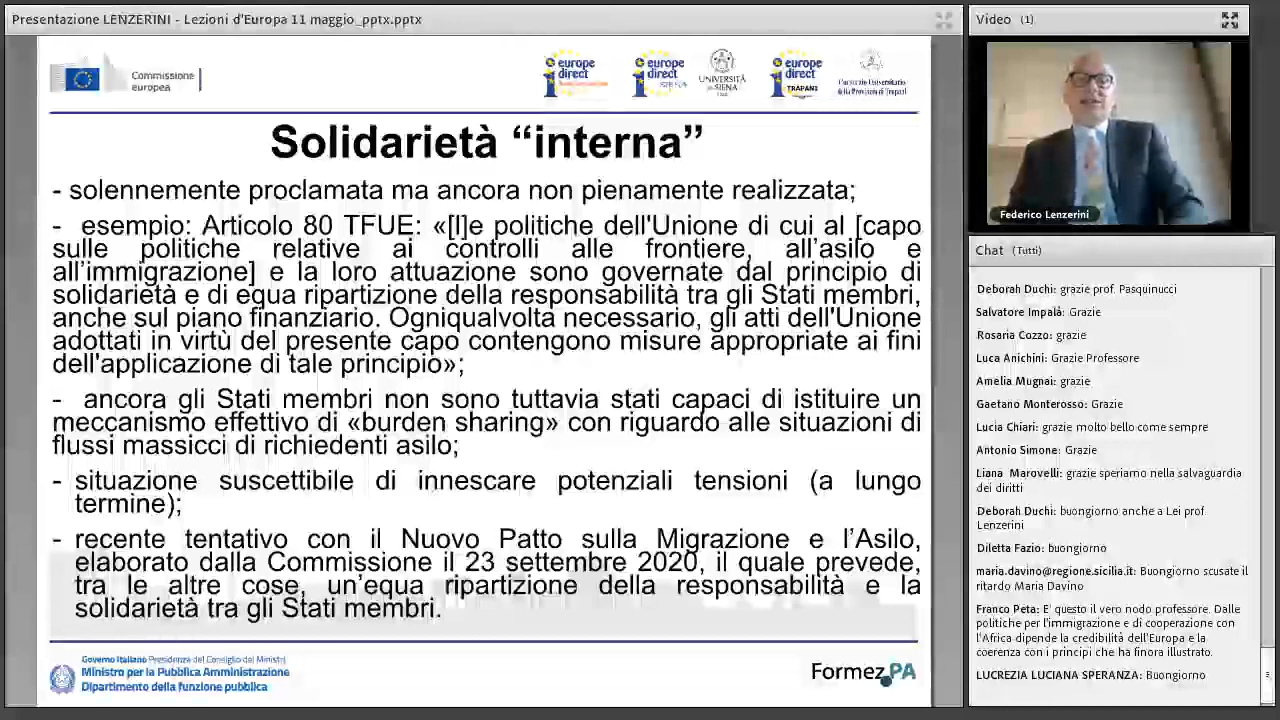 Presentazione LENZERINI - Lezioni d'Europa 11 maggio_pptx.pptx
Commissione
europea
europe
direct
europe
direct
SIENA
UNIVERSITÀ
DI SIENA
europe
direct
TRAPANI
Consorzio Universitario
della Provincia di Trapani
Solidarietà “interna”
- solennemente proclamata ma ancora non pienamente realizzata;
- esempio: Articolo 80 TFUE: «[l]e politiche dell'Unione di cui al [capo
sulle politiche relative ai controlli alle frontiere, all’asilo e
all’immigrazione] e la loro attuazione sono governate dal principio di
solidarietà e di equa ripartizione della responsabilità tra gli Stati membri,
anche sul piano finanziario. Ogniqualvolta necessario, gli atti dell'Unione
adottati in virtù del presente capo contengono misure appropriate ai fini
dell'applicazione di tale principio»;
- ancora gli Stati membri non sono tuttavia stati capaci di istituire un
meccanismo effettivo di «burden sharing» con riguardo alle situazioni di
flussi massicci di richiedenti asilo;
- situazione suscettibile di innescare potenziali tensioni (a lungo
termine);
- recente tentativo con il Nuovo Patto sulla Migrazione e l’Asilo,
elaborato dalla Commissione il 23 settembre 2020, il quale prevede,
tra le altre cose, un’equa ripartizione della responsabilità e la
solidarietà tra gli Stati membri.
Governo Italiano Presidenza del Consiglio dei Ministri
Ministro per la Pubblica Amministrazione
Dipartimento della funzione pubblica
Formez PA
Video (1)
Federico Lenzerini
Chat (Tutti)
Deborah Duchi: grazie prof. Pasquinucci
Salvatore Impalà: Grazie
Rosaria Cozzo: grazie
Luca Anichini: Grazie Professore
Amelia Mugnai: grazie
Gaetano Monterosso: Grazie
Lucia Chiari: grazie molto bello come sempre
Antonio Simone: Grazie
Liana Marovelli: grazie speriamo nella salvaguardia
dei diritti
Deborah Duchi: buongiorno anche a Lei prof.
Lenzerini
Diletta Fazio: buongiorno
maria.davino@regione.sicilia.it: Buongiorno scusate il
ritardo Maria Davino
Franco Peta: E' questo il vero nodo professore. Dalle
politiche per l'immigrazione e di cooperazione con
l'Africa dipende la credibilità dell'Europa e la
coerenza con i principi che ha finora illustrato.
LUCREZIA LUCIANA SPERANZA: Buongiorno